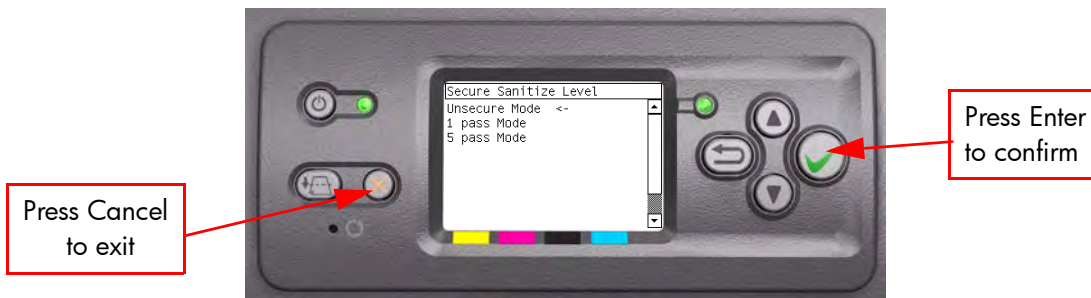 Secure Sanitize Level
Unsecure Mode <-
1 pass Mode
5 pass Mode
Press Enter
to confirm
Press Cancel
to exit